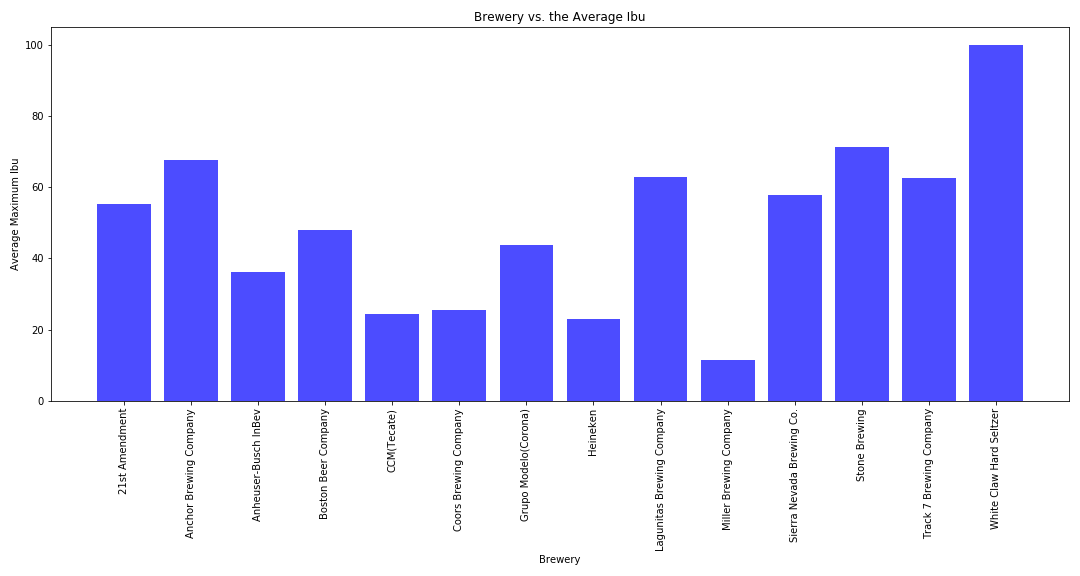 Brewery vs. the Average Ibu
Average Maximum Ibu
100
80
60
40
20
0
21st Amendment
Anchor Brewing Company
Anheuser-Busch InBev
Boston Beer Company
CCM(Tecate)
Coors Brewing Company
Grupo Modelo(Corona)
Heineken
Lagunitas Brewing Company
Miller Brewing Company
Sierra Nevada Brewing Co.
Stone Brewing
Track 7 Brewing Company
White Claw Hard Seltzer
Brewery